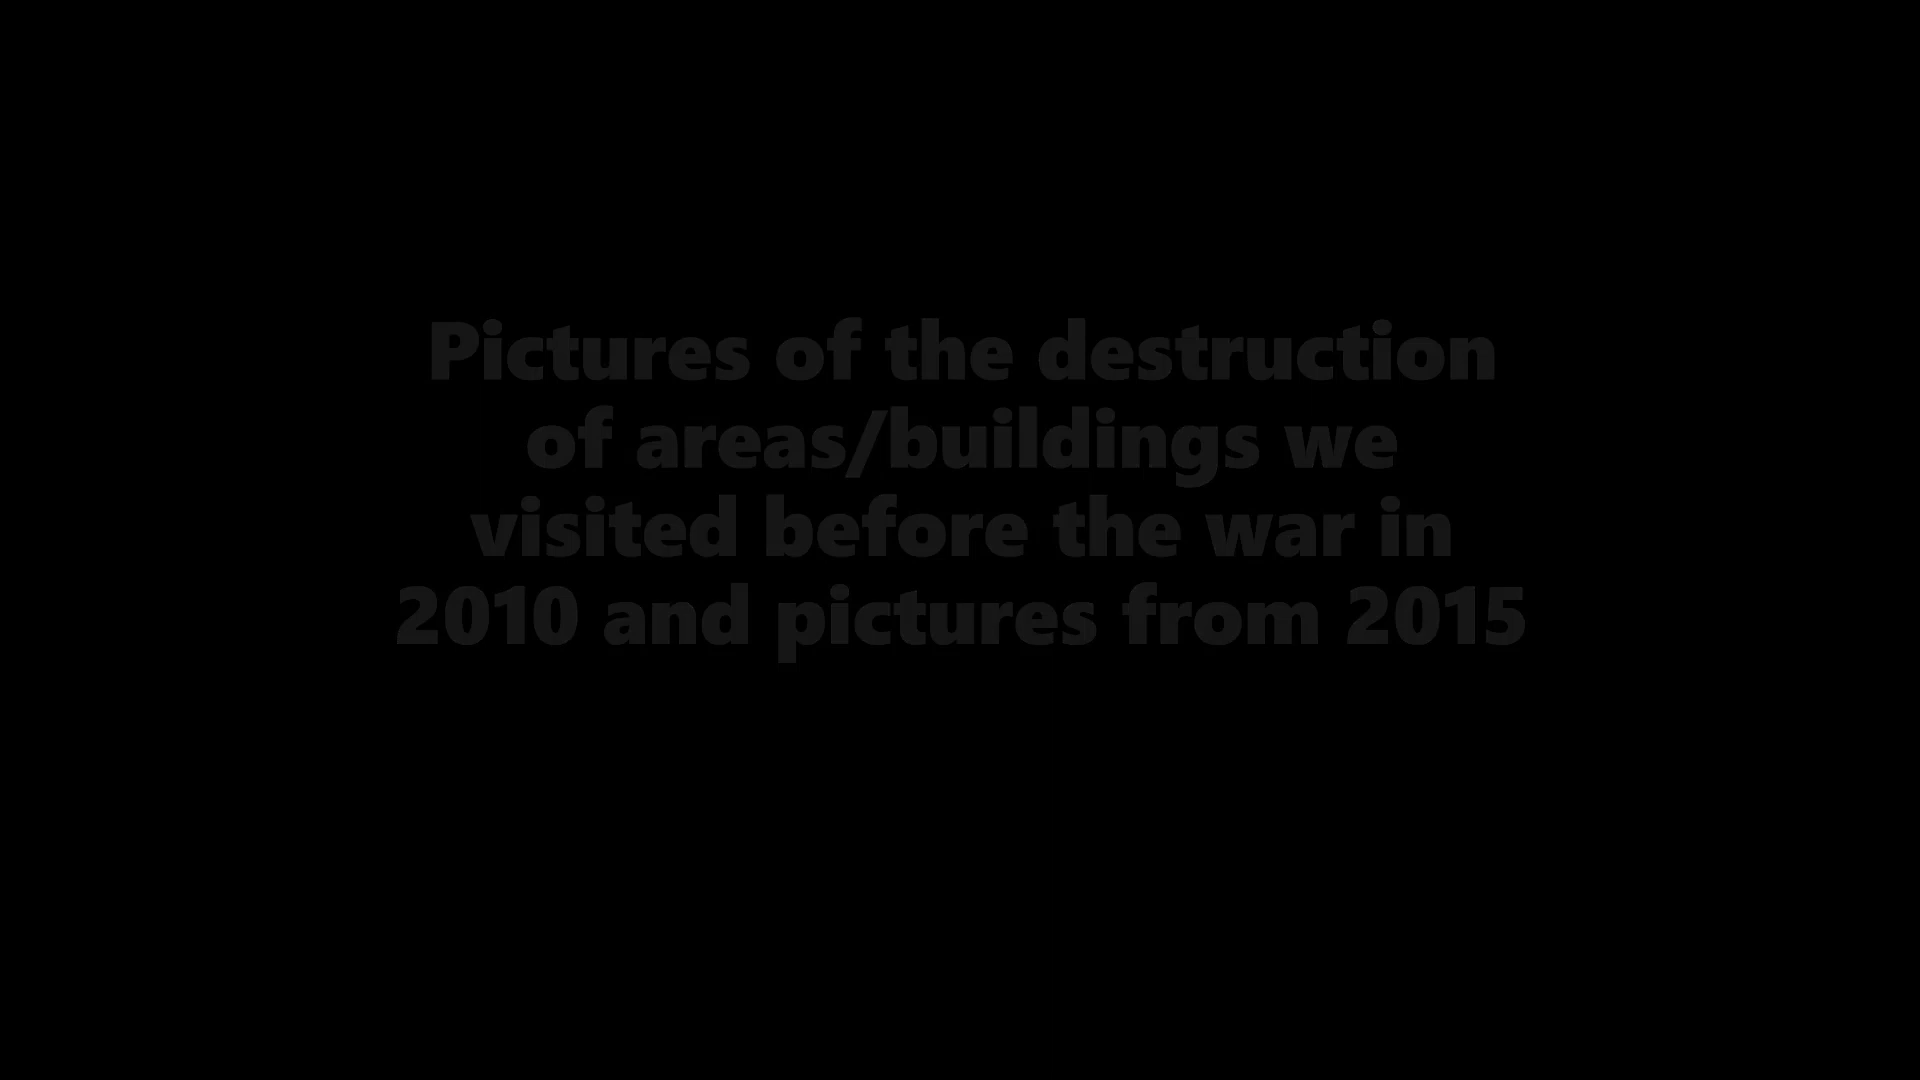 Pictures of the destruction
of areas/buildings we
visited before the war in
2010 and pictures from 2015